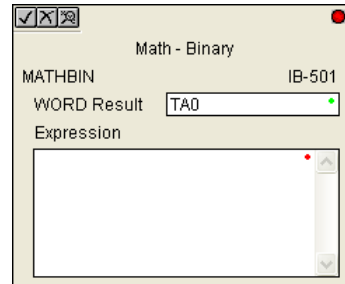 Math - Binary
MATHBIN IB-501
WORD Result TA0
Expression